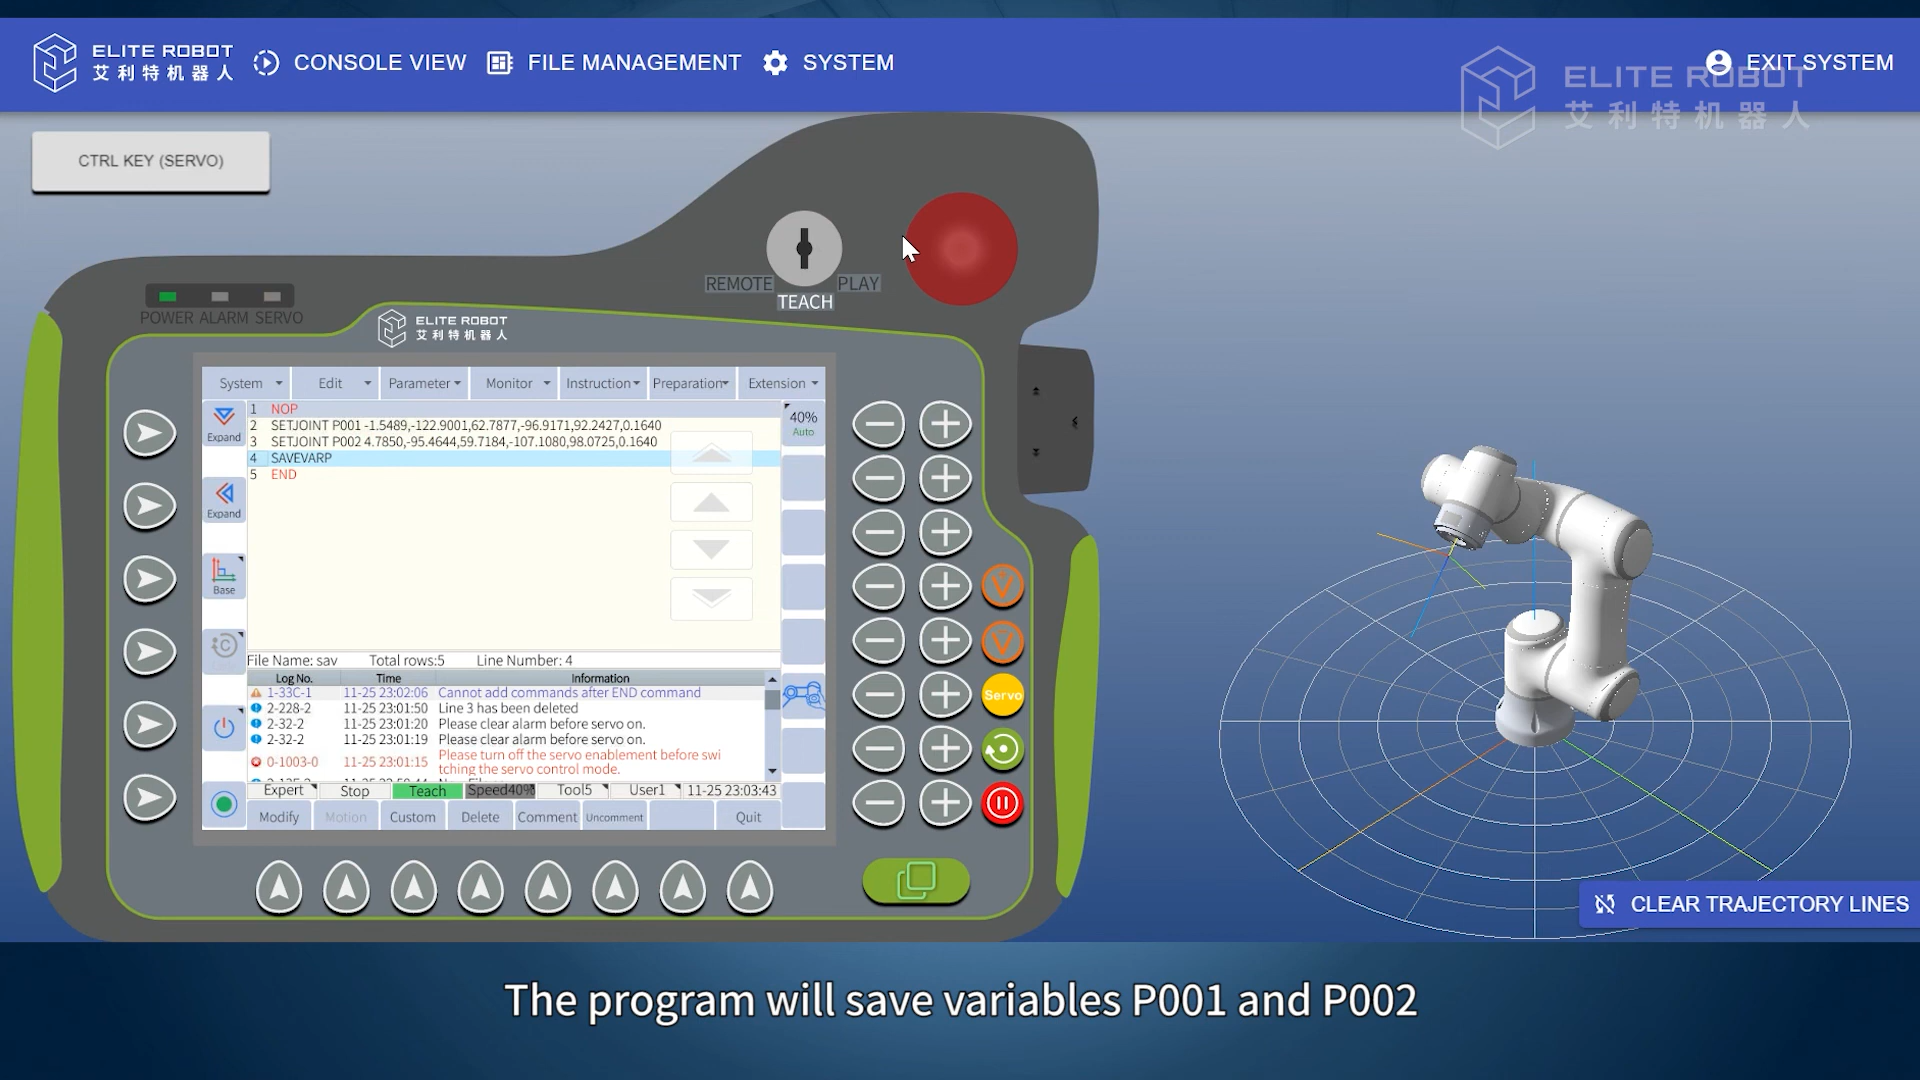 ELITE ROBOT
艾利特机器人
CONSOLE VIEW
FILE MANAGEMENT
SYSTEM
EXIT SYSTEM
ELITE ROBOT
艾利特机器人
CTRL KEY (SERVO)
REMOTE
PLAY
TEACH
POWER ALARM SERVO
ELITE ROBOT
艾利特机器人
System Edit Parameter Monitor Instruction Preparation Extension
Expand
Expand
Base
1 NOP
2 SETJOINT P001 -1.5489,-122.9001,62.7877,-96.9171,92.2427,0.1640
3 SETJOINT P002 4.7850,-95.4644,59.7184,-107.1080,98.0725,0.1640
4 SAVEVARP
5 END
40%
Auto
File Name: sav Total rows:5 Line Number: 4
Log No. Time Information
1-33C-1 11-25 23:02:06 Cannot add commands after END command
2-228-2 11-25 23:01:50 Line 3 has been deleted
2-32-2 11-25 23:01:20 Please clear alarm before servo on.
2-32-2 11-25 23:01:19 Please clear alarm before servo on.
0-1003-0 11-25 23:01:15 Please turn off the servo enablement before swi
tching the servo control mode.
Expert Stop Teach Speed40% Tool5 User1 11-25 23:03:43
Modify Motion Custom Delete Comment Uncomment Quit
V
V
Servo
CLEAR TRAJECTORY LINES
The program will save variables P001 and P002